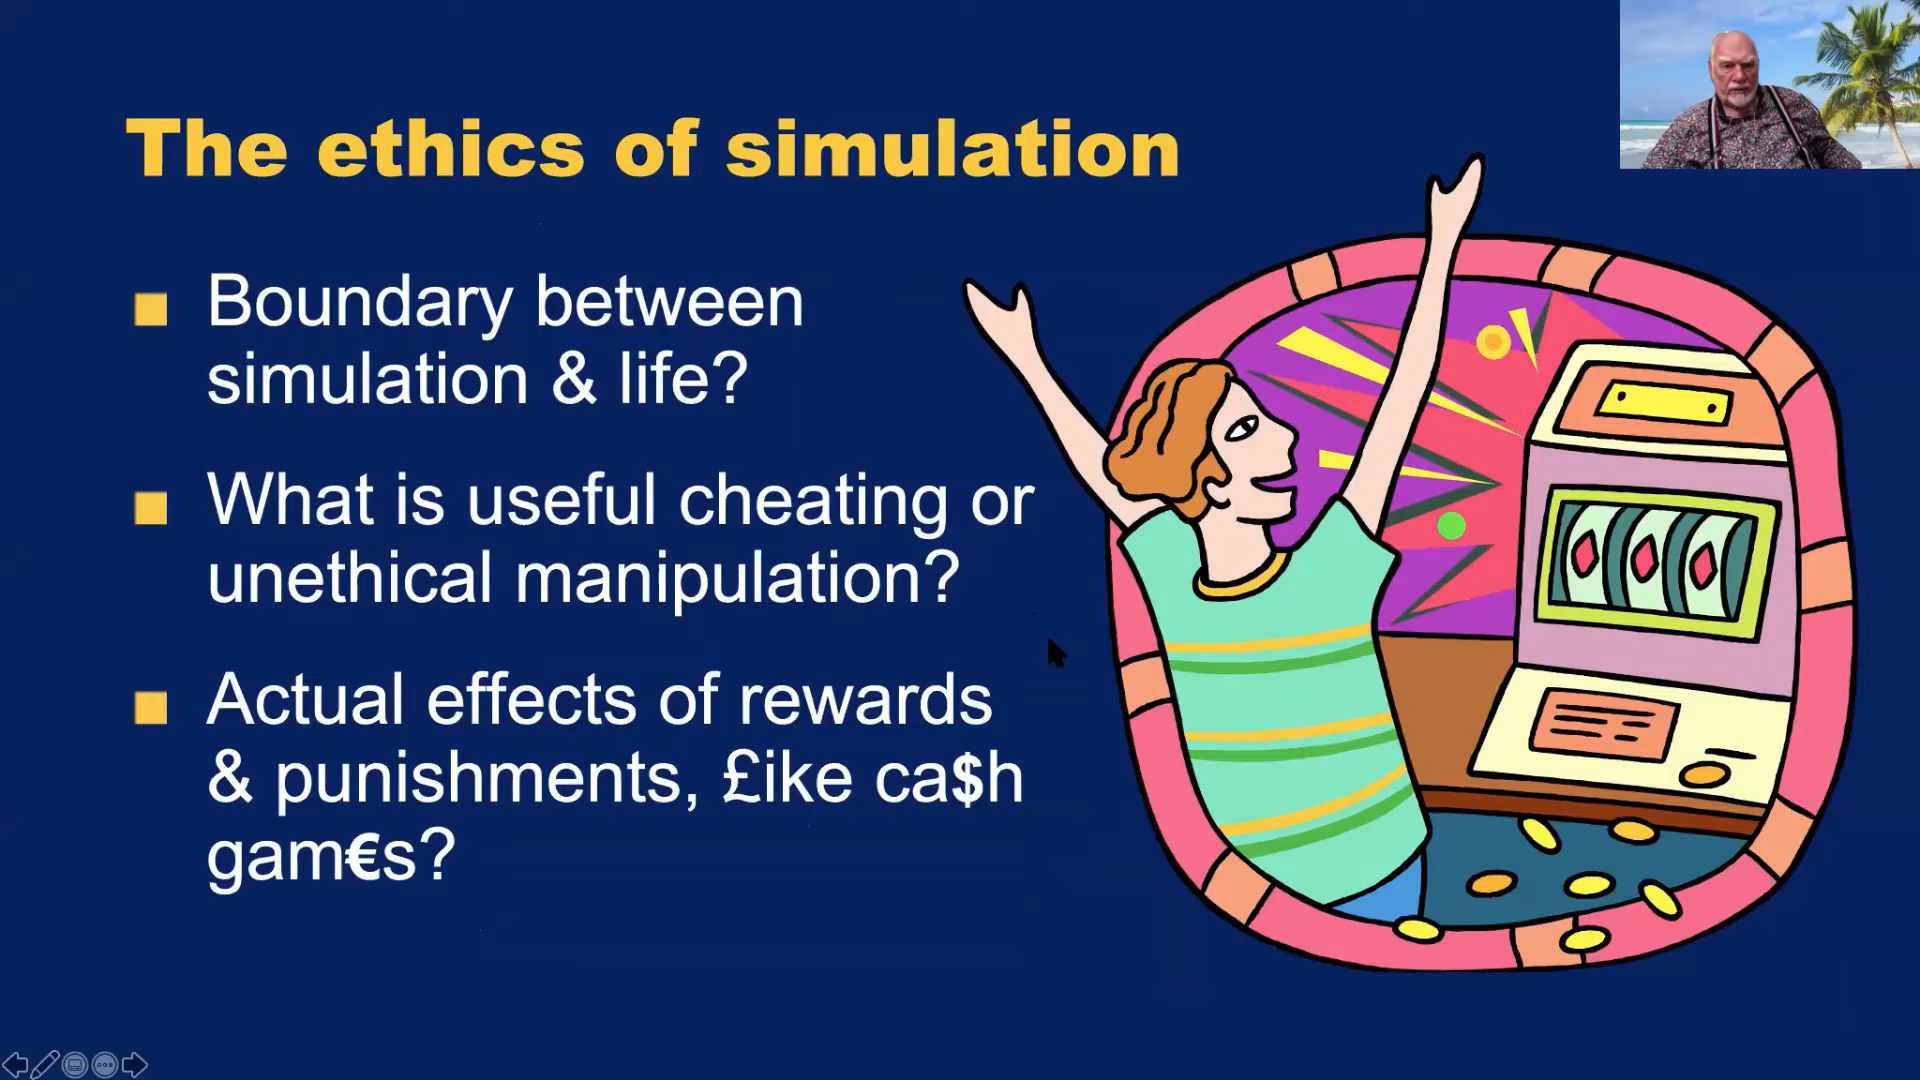 The ethics of simulation
Boundary between
simulation & life?
What is useful cheating or
unethical manipulation?
Actual effects of rewards
& punishments, £ike ca$h
gam€s?